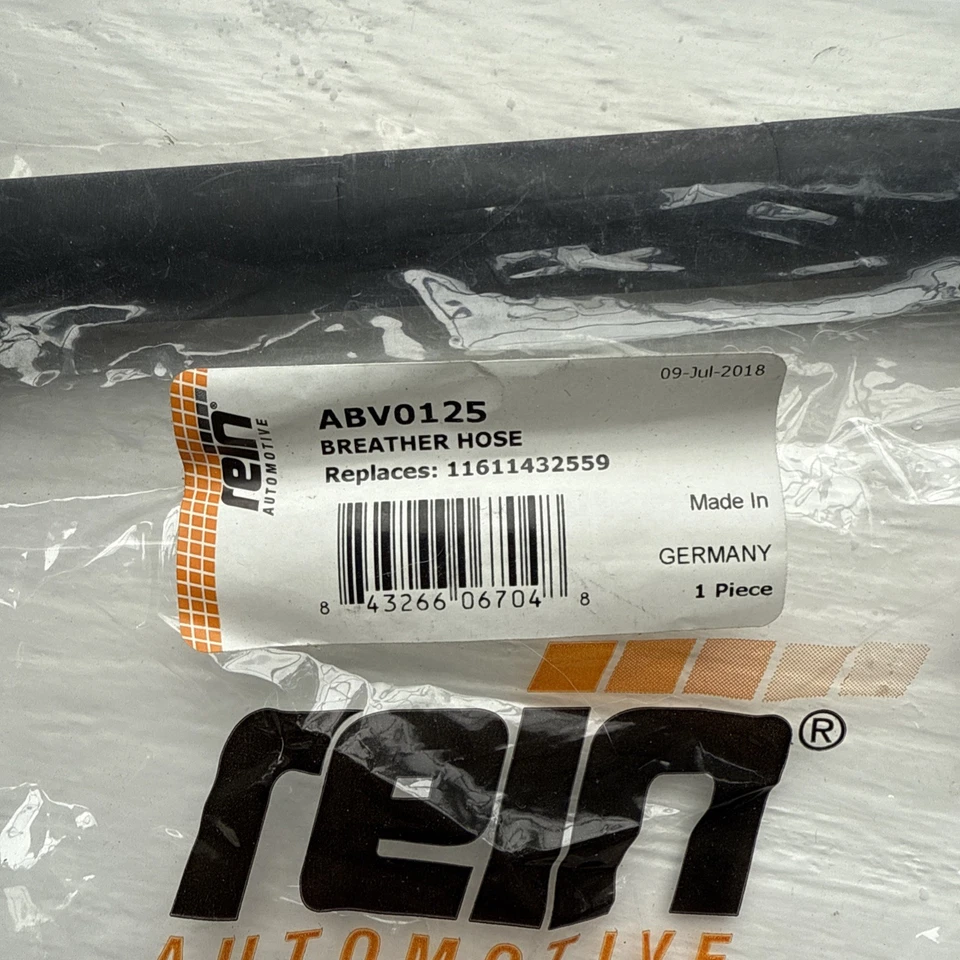 09-Jul-2018
ABV0125
BREATHER HOSE
Replaces: 11611432559
rein®
AUTOMOTIVE
Made In
GERMANY
1 Piece
8 43266 06704 8
rein®
AUTOMOTIVE